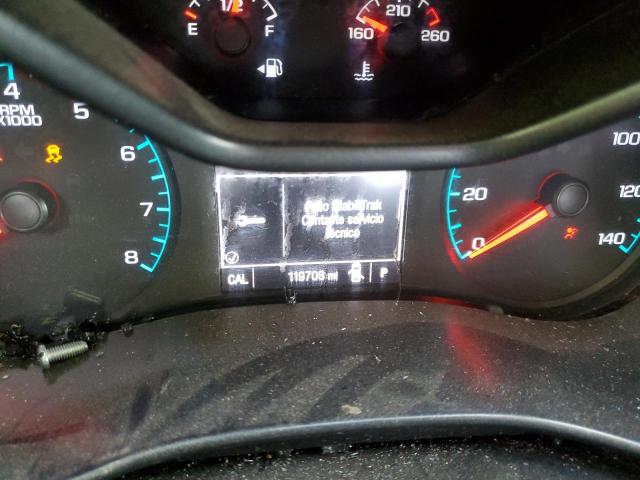 1/2
E F
210
160 260
4
RPM
X1000
5
6
7
8
StabiliTrak
Contacte servicio
técnico
CAL 119708 mi P
0
20
100
120
140